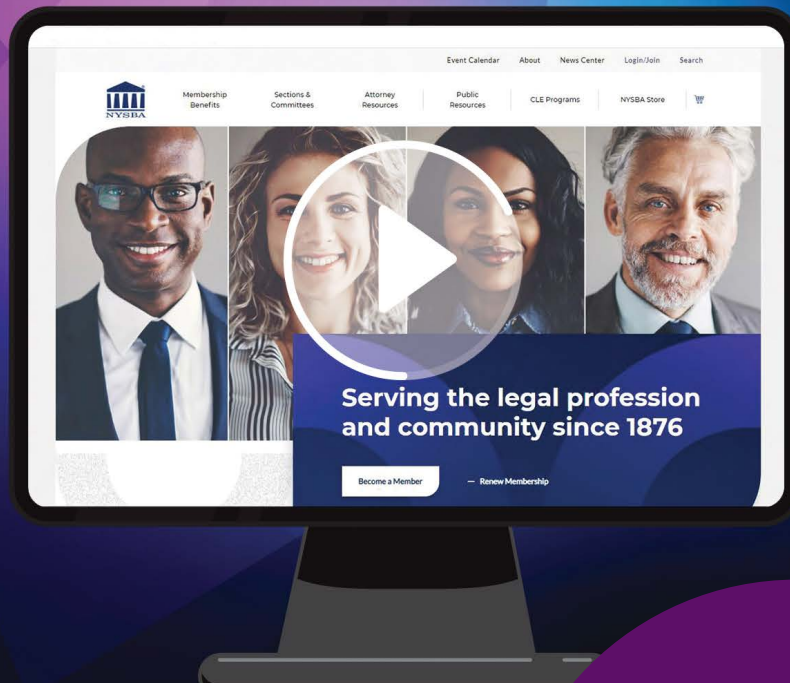 Event Calendar About News Center Login/Join Search
NYSBA
Membership Benefits
Sections & Committees
Attorney Resources
Public Resources
CLE Programs
NYSBA Store
Serving the legal profession
and community since 1876
Become a Member
— Renew Membership